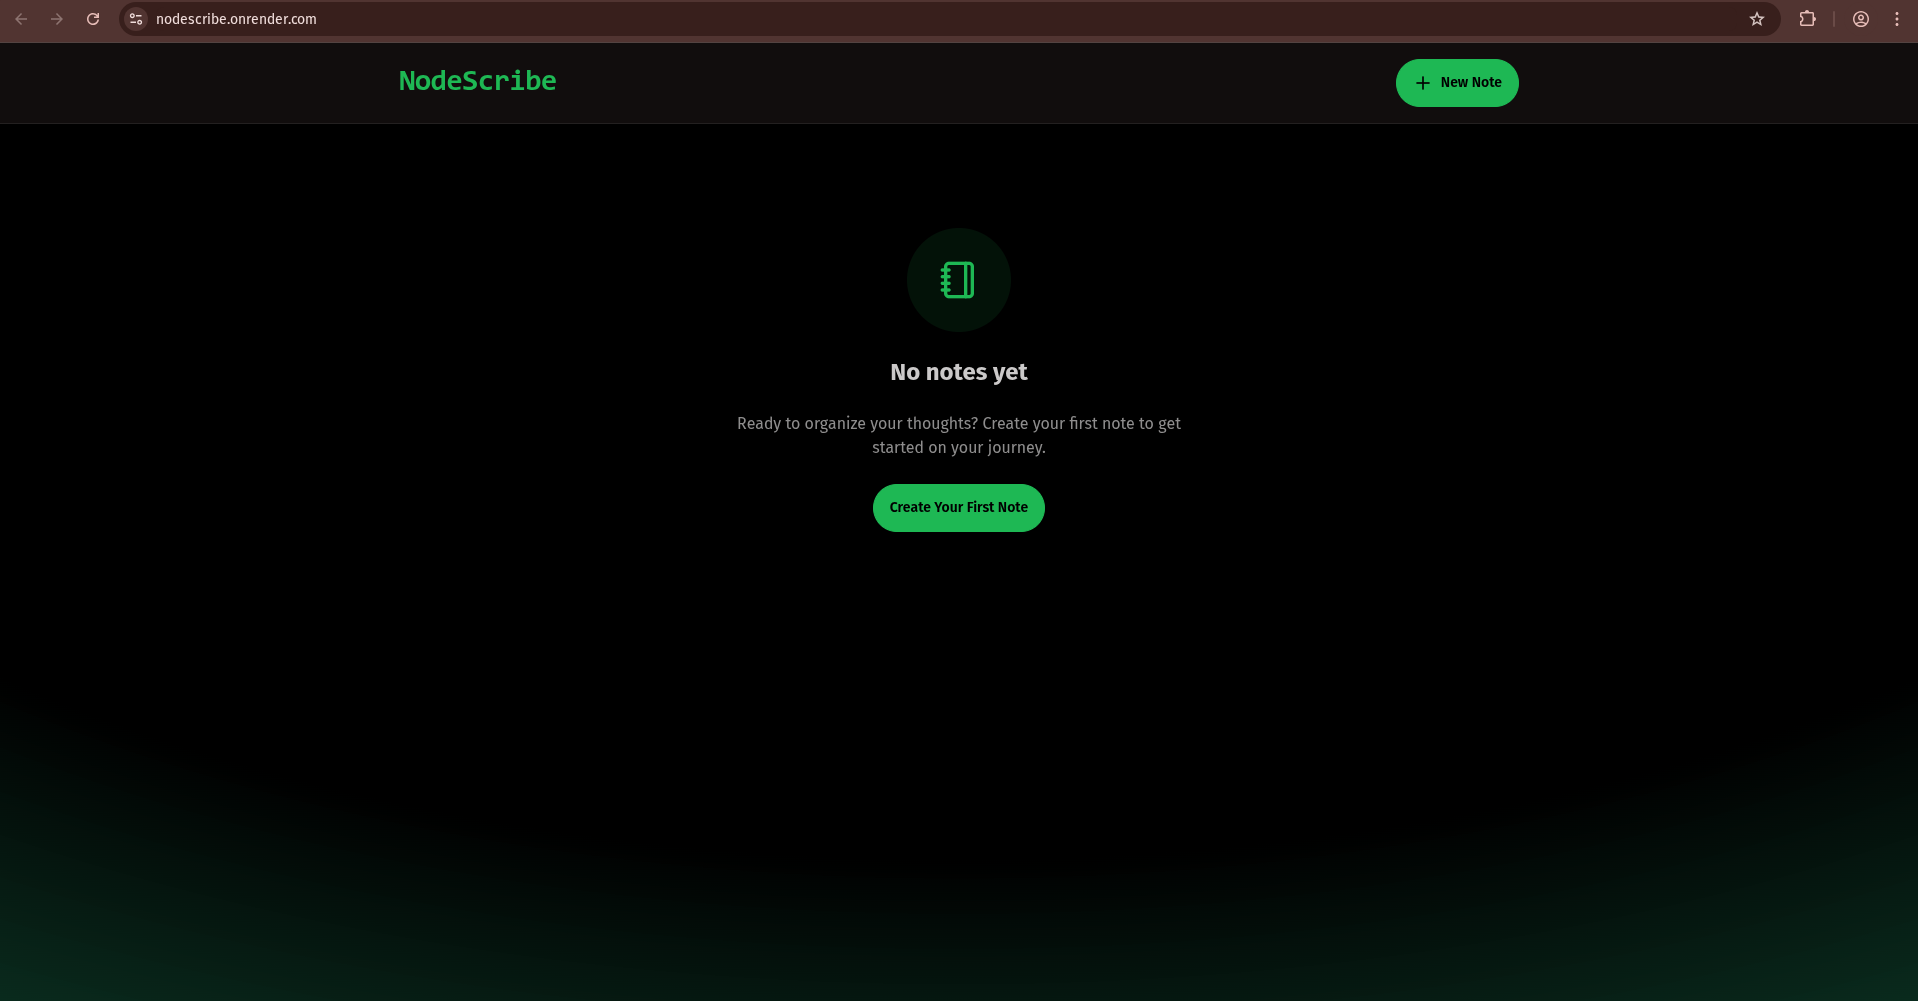 nodescribe.onrender.com
NodeScribe
New Note
No notes yet
Ready to organize your thoughts? Create your first note to get
started on your journey.
Create Your First Note